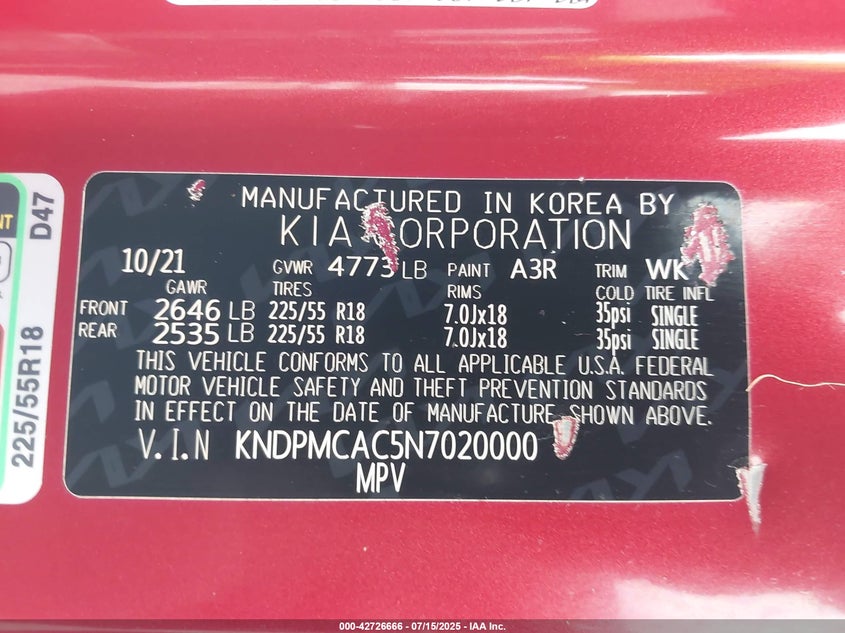 MANUFACTURED IN KOREA BY
KIA CORPORATION
10/21 GVWR 4773 LB PAINT A3R TRIM WK
GAWR TIRES RIMS COLD TIRE INFL
FRONT 2646 LB 225/55 R18 7.0Jx18 35psi SINGLE
REAR 2535 LB 225/55 R18 7.0Jx18 35psi SINGLE
THIS VEHICLE CONFORMS TO ALL APPLICABLE U.S.A. FEDERAL
MOTOR VEHICLE SAFETY AND THEFT PREVENTION STANDARDS
IN EFFECT ON THE DATE OF MANUFACTURE SHOWN ABOVE.
V.I.N KNDPMCAC5N7020000
MPV
225/55R18 D47
000-42726666 - 07/15/2025 - IAA Inc.